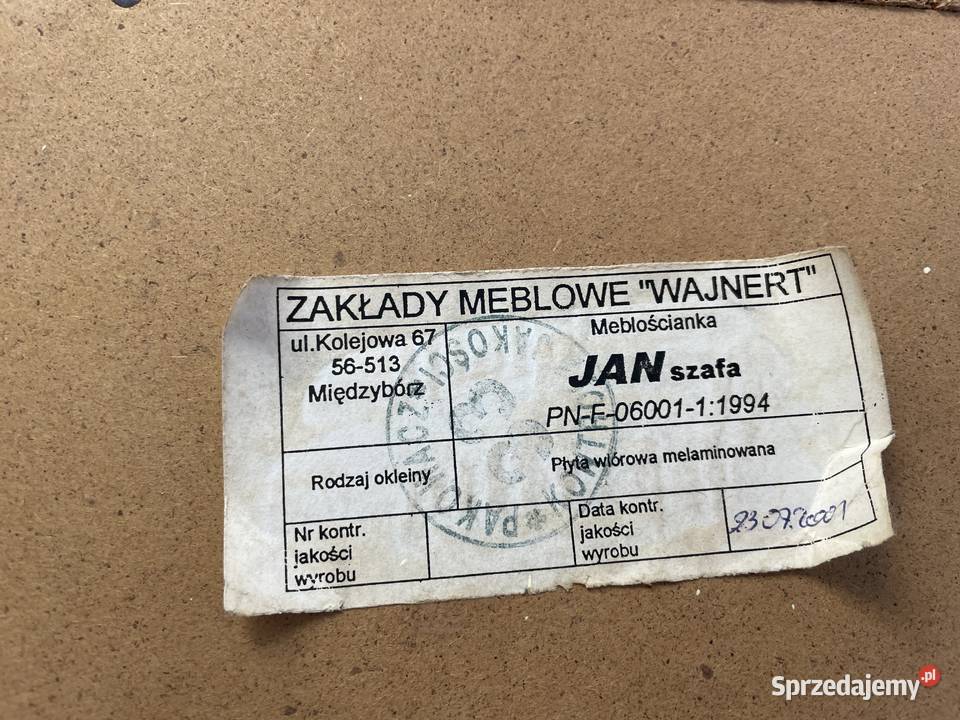 ZAKŁADY MEBLOWE "WAJNERT"
ul.Kolejowa 67
56-513
Międzybórz
Meblościanka
JAN szafa
PN-F-06001-1:1994
Rodzaj okleiny
Płyta wiórowa melaminowana
Nr kontr.
jakości
wyrobu
Data kontr.
jakości
wyrobu
23.07.2001
PAKOWACZ JAKOŚCI
Sprzedajemy.pl